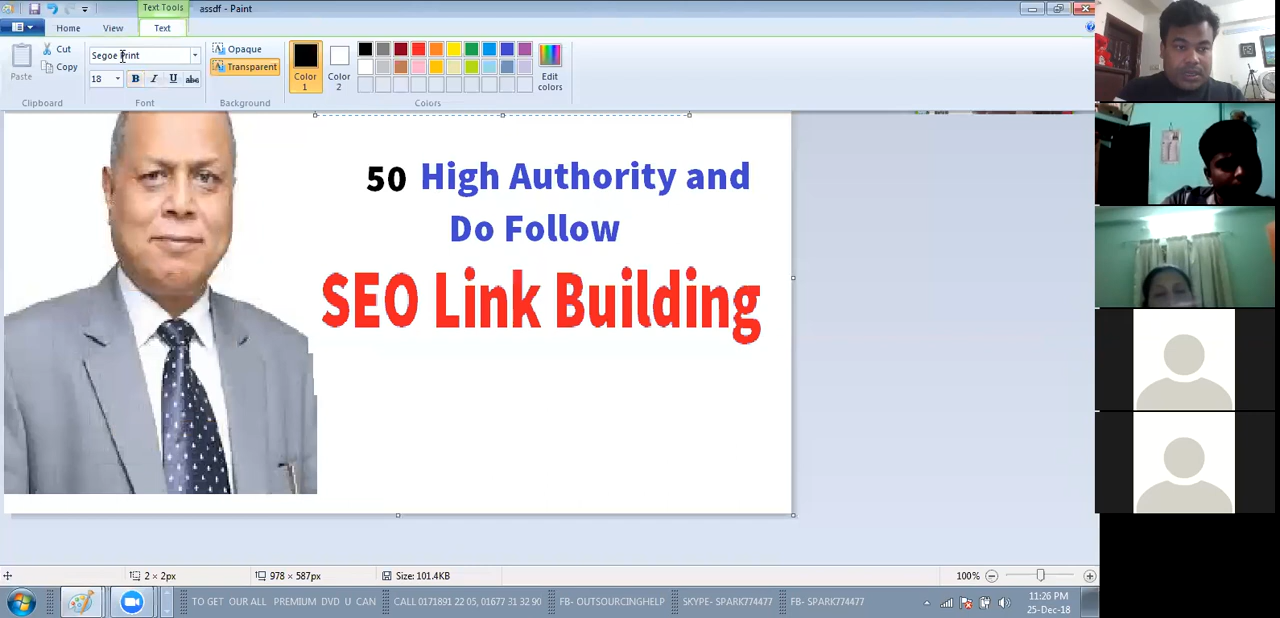 Text Tools
assdf - Paint
Home
View
Text
Paste
Cut
Copy
Clipboard
Segoe Print
18
B I U abc
Font
Opaque
Transparent
Background
Color 1
Color 2
Edit colors
Colors
50 High Authority and
Do Follow
SEO Link Building
2 × 2px
978 × 587px
Size: 101.4KB
100%
TO GET OUR ALL PREMIUM DVD U CAN
CALL 0171891 22 05, 01677 31 32 90
FB- OUTSOURCINGHELP
SKYPE- SPARK774477
FB- SPARK774477
11:26 PM
25-Dec-18